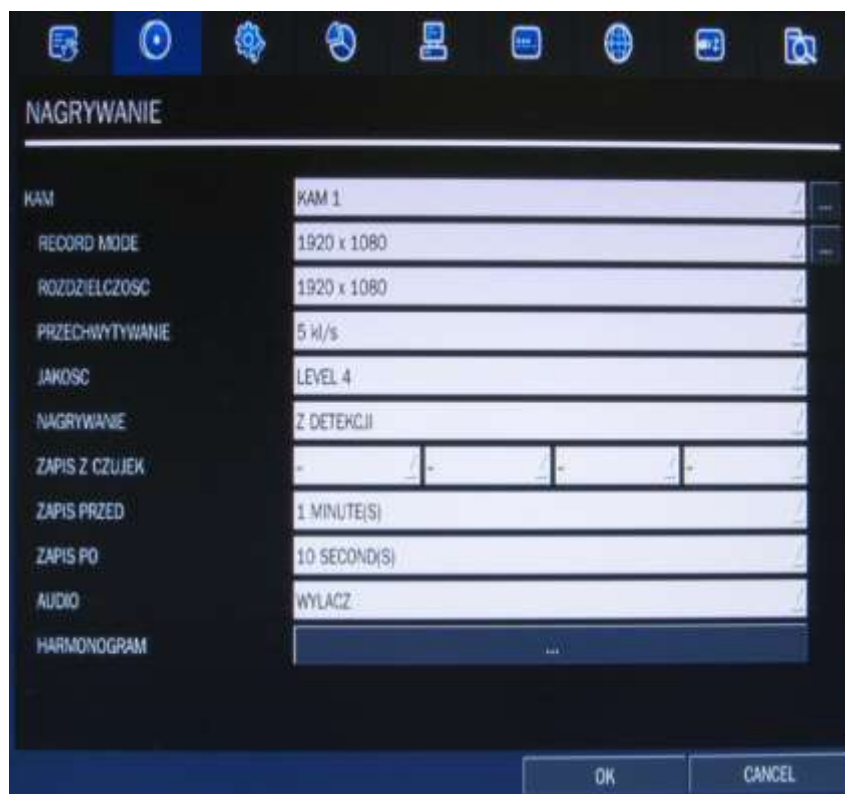 NAGRYWANIE
KAM KAM 1 ...
RECORD MODE 1920 x 1080 ...
ROZDZIELCZOSC 1920 x 1080
PRZECHWYTYWANIE 5 kl/s
JAKOSC LEVEL 4
NAGRYWANIE Z DETEKCJI
ZAPIS Z CZUJEK - - - -
ZAPIS PRZED 1 MINUTE(S)
ZAPIS PO 10 SECOND(S)
AUDIO WYLACZ
HARMONOGRAM ...
OK CANCEL